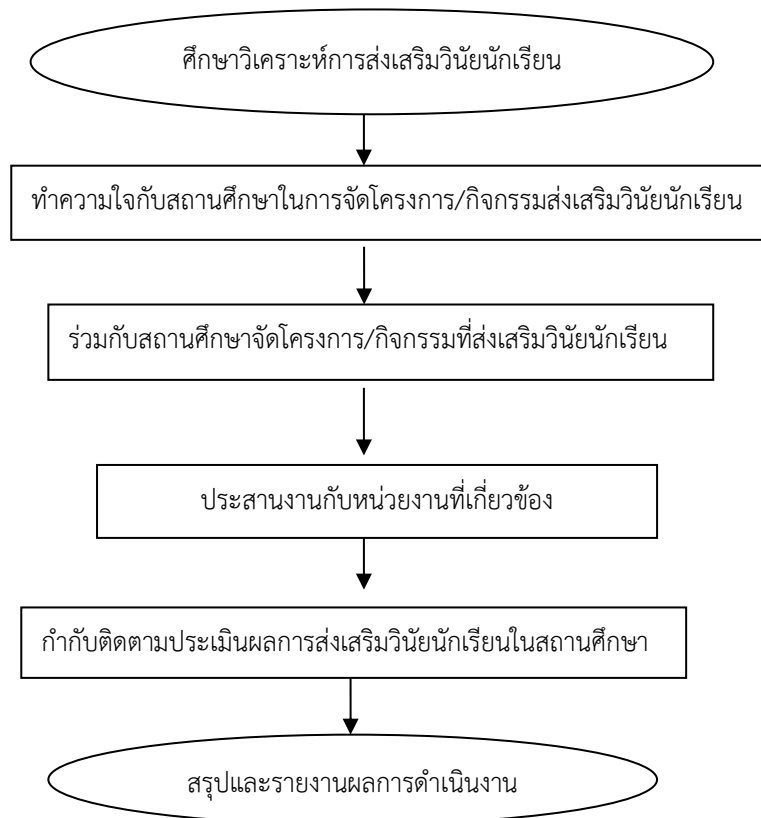 ศึกษาวิเคราะห์การส่งเสริมวินัยนักเรียน
ทำความใจกับสถานศึกษาในการจัดโครงการ/กิจกรรมส่งเสริมวินัยนักเรียน
ร่วมกับสถานศึกษาจัดโครงการ/กิจกรรมที่ส่งเสริมวินัยนักเรียน
ประสานงานกับหน่วยงานที่เกี่ยวข้อง
กำกับติดตามประเมินผลการส่งเสริมวินัยนักเรียนในสถานศึกษา
สรุปและรายงานผลการดำเนินงาน